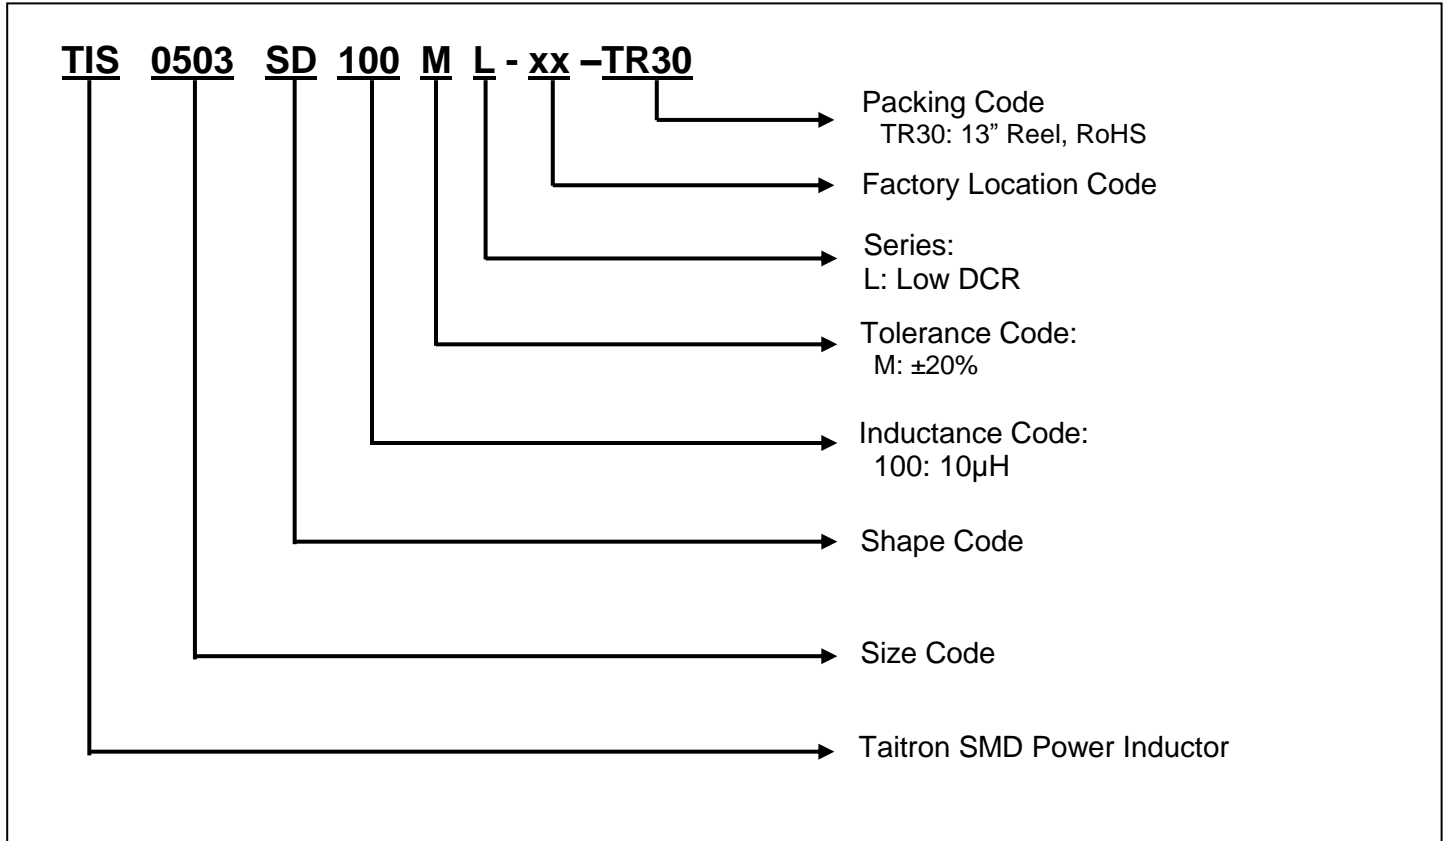 TIS 0503 SD 100 M L - xx –TR30
Packing Code
TR30: 13” Reel, RoHS
Factory Location Code
Series:
L: Low DCR
Tolerance Code:
M: ±20%
Inductance Code:
100: 10µH
Shape Code
Size Code
Taitron SMD Power Inductor